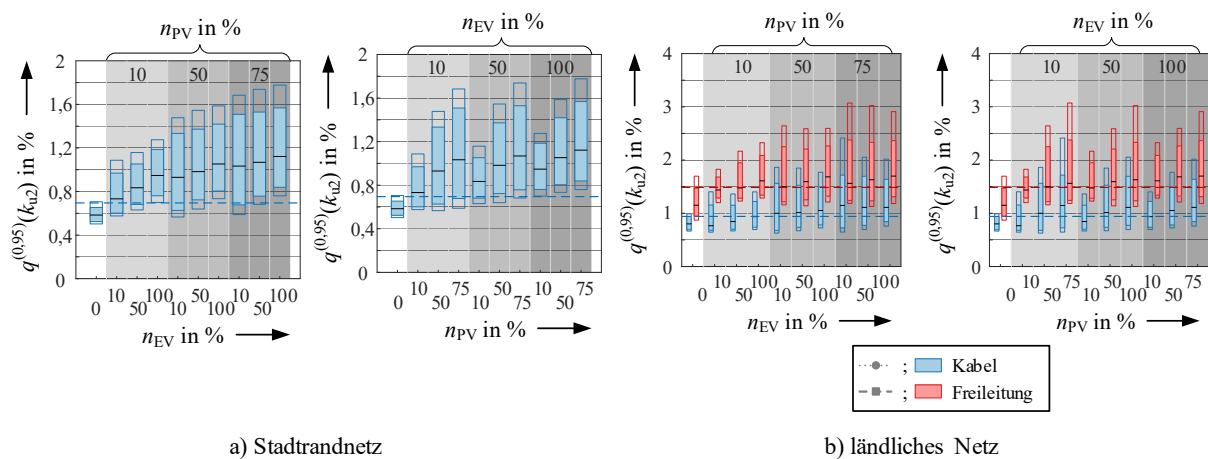 n_PV in %
10 50 75
q^(0,95)(k_u2) in %
2
1,6
1,2
0,8
0,4
0
0 10 50 100 10 50 100 10 50 100
n_EV in %
n_EV in %
10 50 100
2
1,6
1,2
0,8
0,4
0
0 10 50 75 10 50 75 10 50 75
n_PV in %
n_PV in %
10 50 75
q^(0,95)(k_u2) in %
4
3
2
1
0
0 10 50 100 10 50 100 10 50 100
n_EV in %
n_EV in %
10 50 100
4
3
2
1
0
0 10 50 75 10 50 75 10 50 75
n_PV in %
; Kabel
; Freileitung
a) Stadtrandnetz
b) ländliches Netz